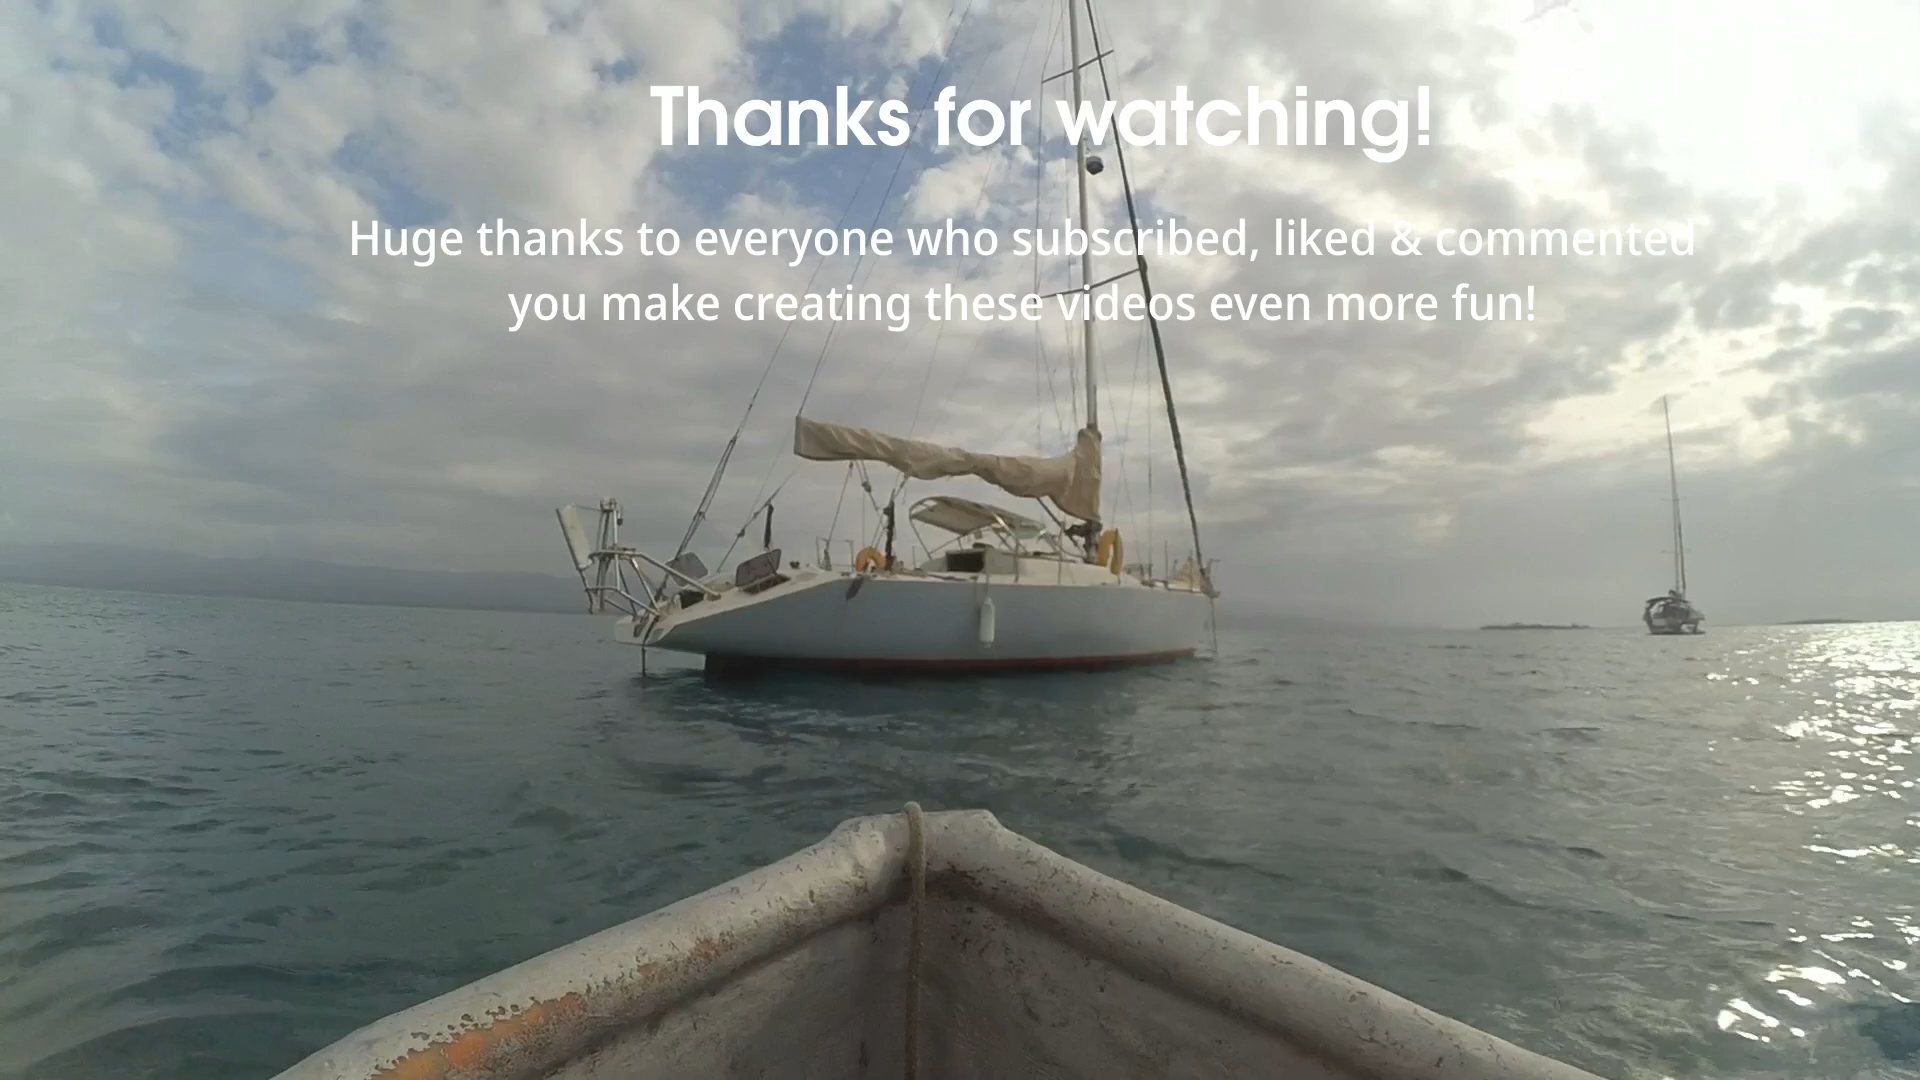 Thanks for watching!
Huge thanks to everyone who subscribed, liked & commented
you make creating these videos even more fun!